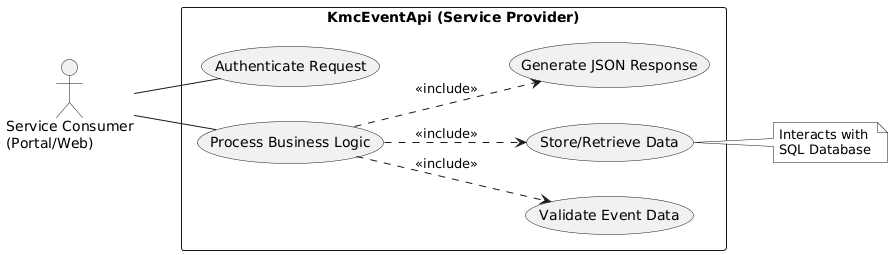 KmcEventApi (Service Provider)
Authenticate Request
Generate JSON Response
«include»
Service Consumer
(Portal/Web)
Process Business Logic
«include»
Store/Retrieve Data
Interacts with
SQL Database
«include»
Validate Event Data